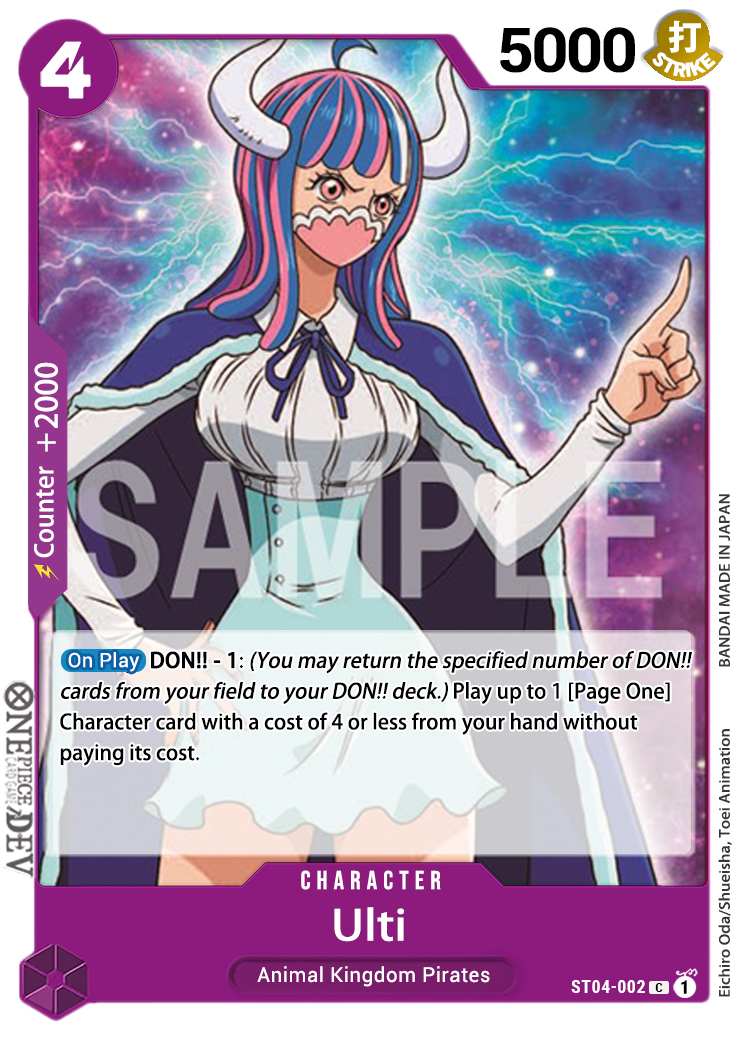 4
5000
打
STRIKE
⚡Counter +2000
SAMPLE
On Play DON!! - 1: (You may return the specified number of DON!!
cards from your field to your DON!! deck.) Play up to 1 [Page One]
Character card with a cost of 4 or less from your hand without
paying its cost.
BANDAI MADE IN JAPAN
Eichiro Oda/Shueisha, Toei Animation
ONE PIECE.DEV
CARD GAME
CHARACTER
Ulti
Animal Kingdom Pirates
ST04-002 C 1